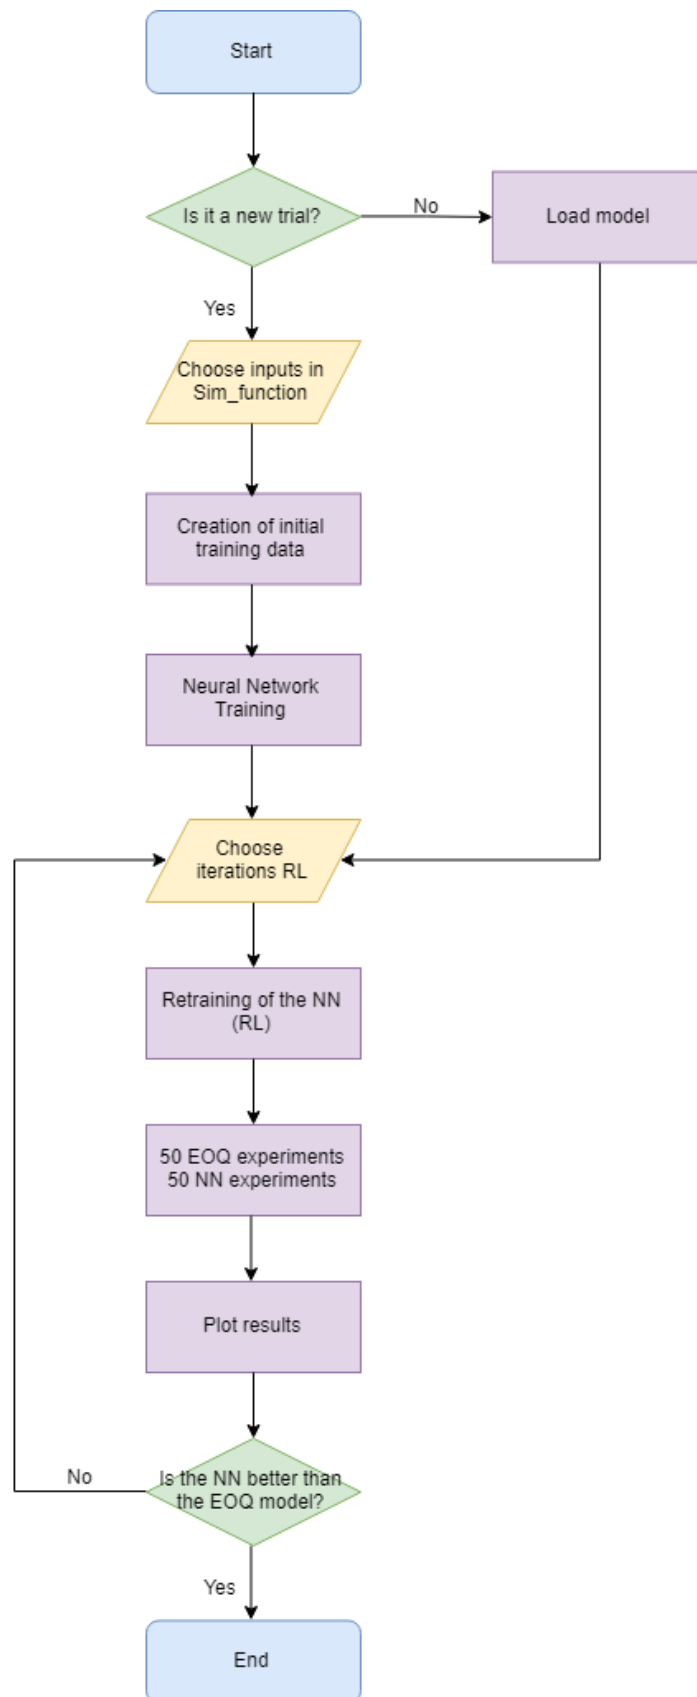 Start
Is it a new trial?
No
Load model
Yes
Choose inputs in
Sim_function
Creation of initial
training data
Neural Network
Training
Choose
iterations RL
Retraining of the NN
(RL)
50 EOQ experiments
50 NN experiments
Plot results
Is the NN better than
the EOQ model?
No
Yes
End